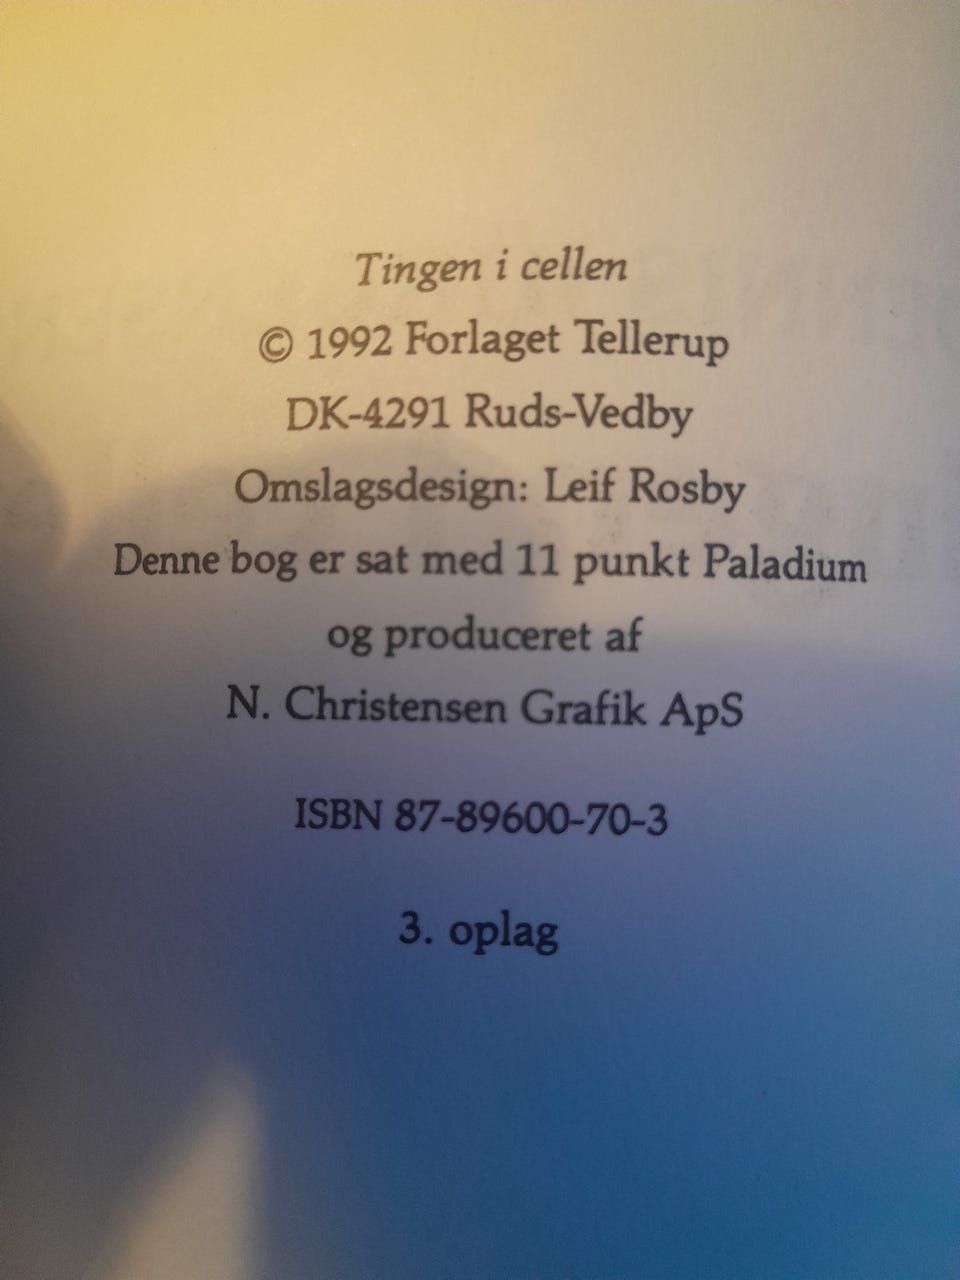 Tingen i cellen
© 1992 Forlaget Tellerup
DK-4291 Ruds-Vedby
Omslagsdesign: Leif Rosby
Denne bog er sat med 11 punkt Paladium
og produceret af
N. Christensen Grafik ApS
ISBN 87-89600-70-3
3. oplag